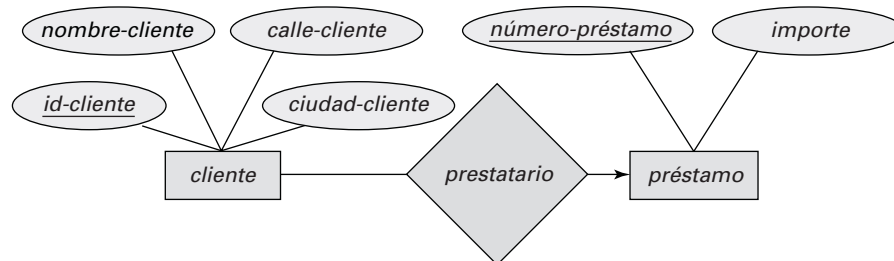 nombre-cliente
calle-cliente
número-préstamo
importe
id-cliente
ciudad-cliente
cliente
prestatario
préstamo